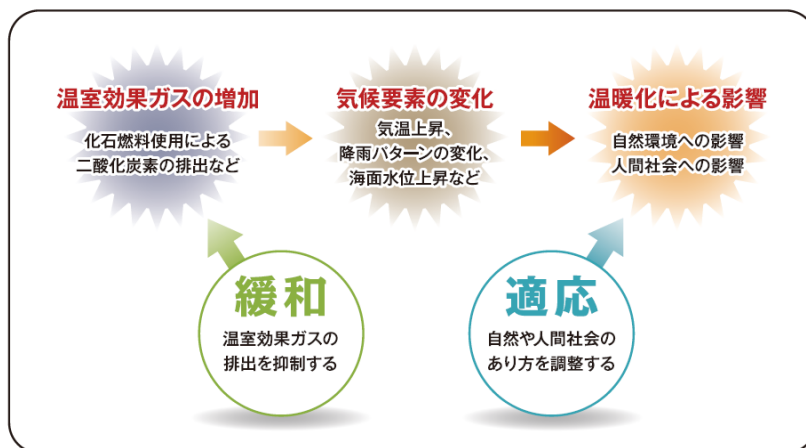 温室効果ガスの増加
化石燃料使用による
二酸化炭素の排出など
気候要素の変化
気温上昇、
降雨パターンの変化、
海面水位上昇など
温暖化による影響
自然環境への影響
人間社会への影響
緩和
温室効果ガスの
排出を抑制する
適応
自然や人間社会の
あり方を調整する